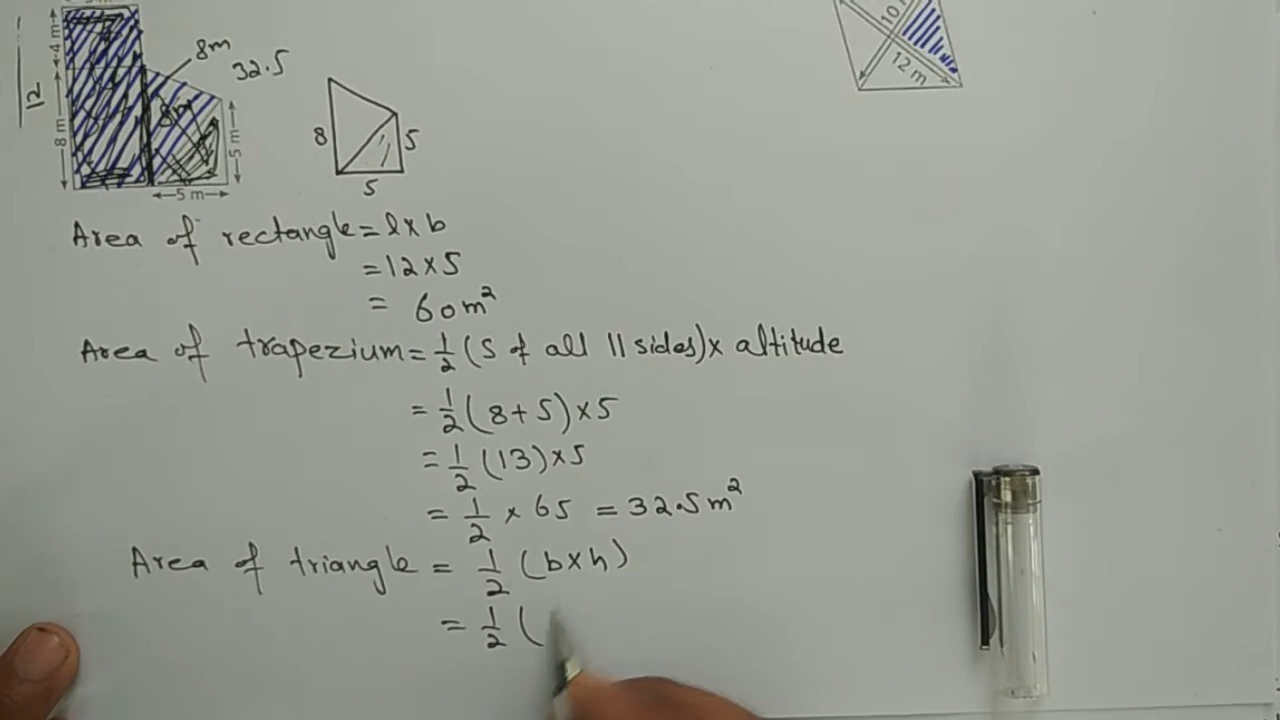 4 m
8m
32.5
12
8 m
8m
5 m
5 m
8
5
5
10
12 m
Area of rectangle = l x b
= 12 x 5
= 60 m²
Area of trapezium = 1/2 (S of all || sides) x altitude
= 1/2 (8 + 5) x 5
= 1/2 (13) x 5
= 1/2 x 65 = 32.5 m²
Area of triangle = 1/2 (b x h)
= 1/2 (